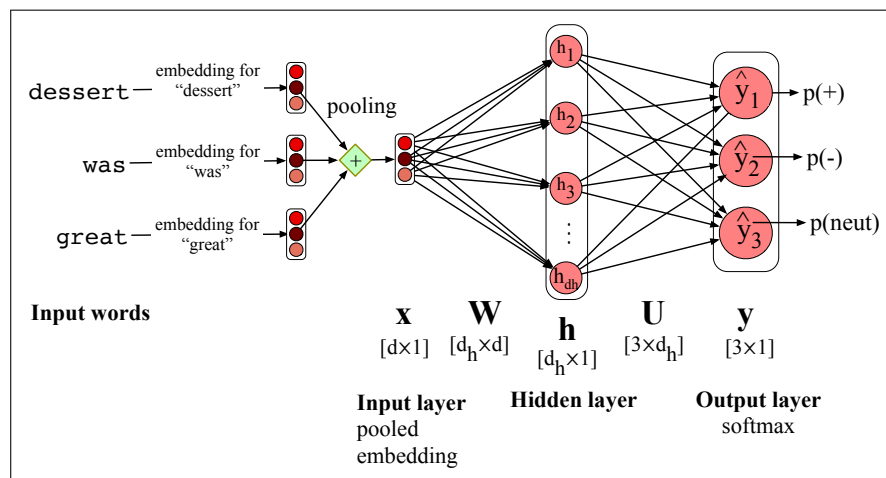 dessert
embedding for
“dessert”
pooling
was
embedding for
“was”
+
great
embedding for
“great”
h1
h2
h3
⋮
hdh
ŷ1
ŷ2
ŷ3
p(+)
p(-)
p(neut)
Input words
x
[d×1]
W
[dh×d]
h
[dh×1]
U
[3×dh]
y
[3×1]
Input layer
pooled
embedding
Hidden layer
Output layer
softmax